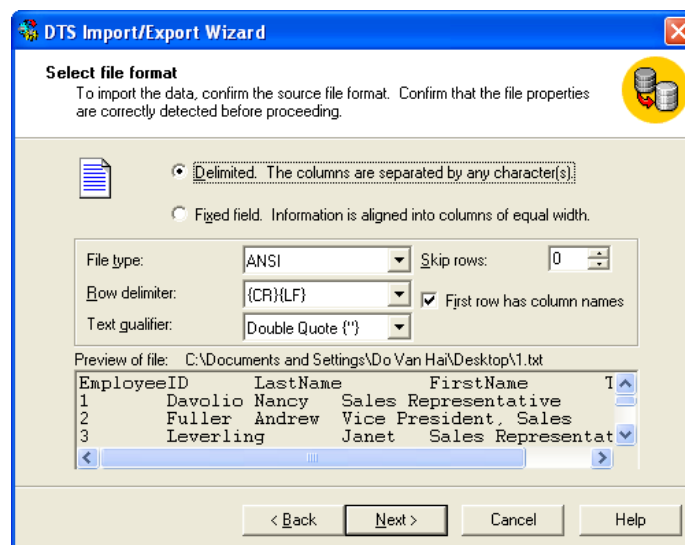 DTS Import/Export Wizard
Select file format
To import the data, confirm the source file format. Confirm that the file properties
are correctly detected before proceeding.
Delimited. The columns are separated by any character(s).
Fixed field. Information is aligned into columns of equal width.
File type: ANSI Skip rows: 0
Row delimiter: {CR}{LF} First row has column names
Text qualifier: Double Quote {"}
Preview of file: C:\Documents and Settings\Do Van Hai\Desktop\1.txt
EmployeeID LastName FirstName T
1 Davolio Nancy Sales Representative
2 Fuller Andrew Vice President, Sales
3 Leverling Janet Sales Representat
< Back Next > Cancel Help